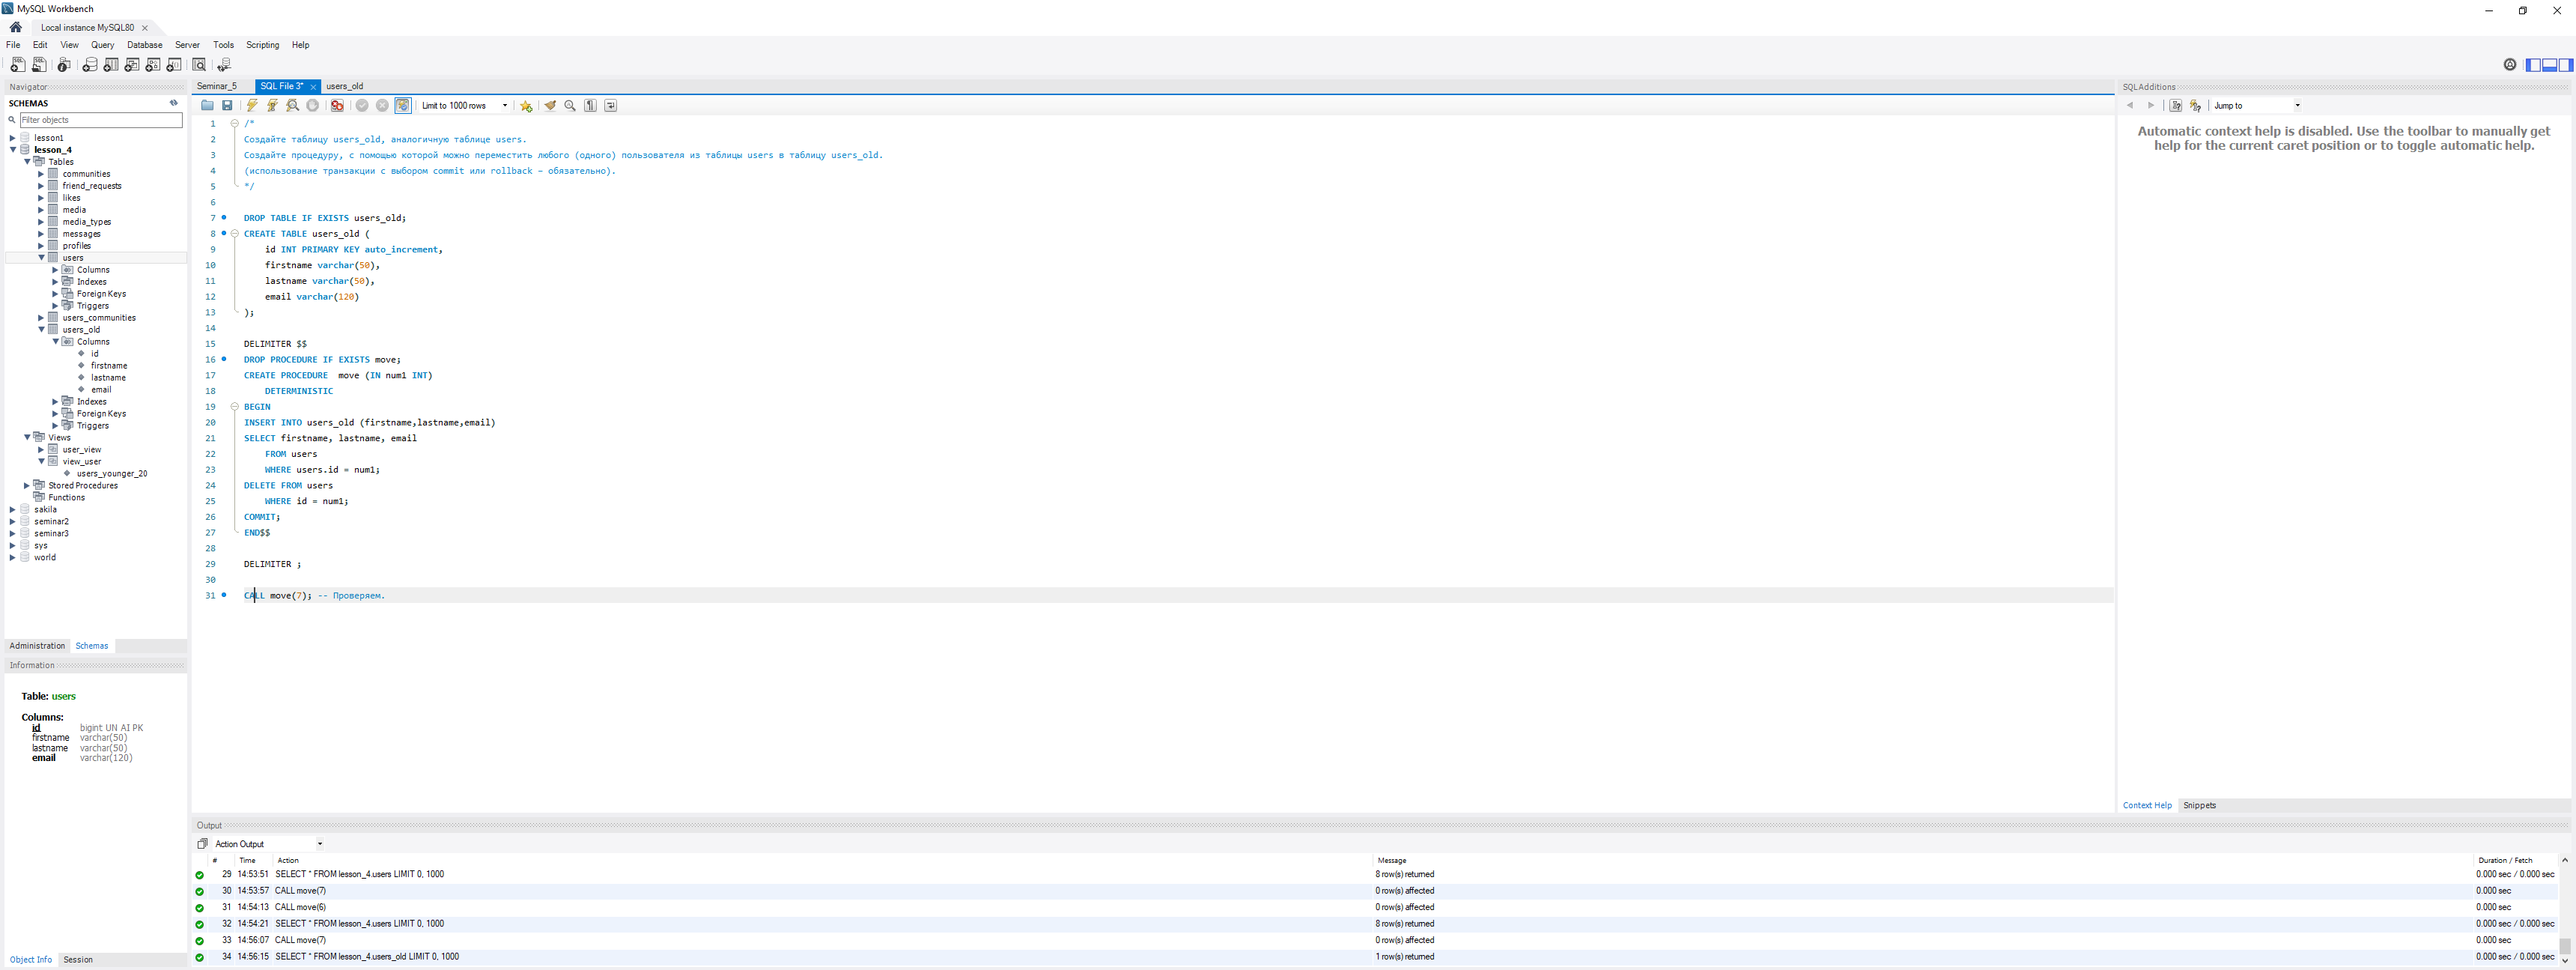 MySQL Workbench
Local instance MySQL80
File Edit View Query Database Server Tools Scripting Help
Navigator
SCHEMAS
Filter objects
lesson1
lesson_4
Tables
communities
friend_requests
likes
media
media_types
messages
profiles
users
Columns
Indexes
Foreign Keys
Triggers
users_communities
users_old
Columns
id
firstname
lastname
email
Indexes
Foreign Keys
Triggers
Views
user_view
view_user
users_younger_20
Stored Procedures
Functions
sakila
seminar2
seminar3
sys
world
Administration Schemas
Information
Table: users
Columns:
id bigint UN AI PK
firstname varchar(50)
lastname varchar(50)
email varchar(120)
Object Info Session
Seminar_5 SQL File 3* users_old
Limit to 1000 rows
1 /*
2 Создайте таблицу users_old, аналогичную таблице users.
3 Создайте процедуру, с помощью которой можно переместить любого (одного) пользователя из таблицы users в таблицу users_old.
4 (использование транзакции с выбором commit или rollback – обязательно).
5 */
6
7 DROP TABLE IF EXISTS users_old;
8 CREATE TABLE users_old (
9 id INT PRIMARY KEY auto_increment,
10 firstname varchar(50),
11 lastname varchar(50),
12 email varchar(120)
13 );
14
15 DELIMITER $$
16 DROP PROCEDURE IF EXISTS move;
17 CREATE PROCEDURE move (IN num1 INT)
18 DETERMINISTIC
19 BEGIN
20 INSERT INTO users_old (firstname,lastname,email)
21 SELECT firstname, lastname, email
22 FROM users
23 WHERE users.id = num1;
24 DELETE FROM users
25 WHERE id = num1;
26 COMMIT;
27 END$$
28
29 DELIMITER ;
30
31 CALL move(7); -- Проверяем.
Output
Action Output
# Time Action Message Duration / Fetch
29 14:53:51 SELECT * FROM lesson_4.users LIMIT 0, 1000 8 row(s) returned 0.000 sec / 0.000 sec
30 14:53:57 CALL move(7) 0 row(s) affected 0.000 sec
31 14:54:13 CALL move(6) 0 row(s) affected 0.000 sec
32 14:54:21 SELECT * FROM lesson_4.users LIMIT 0, 1000 8 row(s) returned 0.000 sec / 0.000 sec
33 14:56:07 CALL move(7) 0 row(s) affected 0.000 sec
34 14:56:15 SELECT * FROM lesson_4.users_old LIMIT 0, 1000 1 row(s) returned 0.000 sec / 0.000 sec
SQLAdditions
Jump to
Automatic context help is disabled. Use the toolbar to manually get
help for the current caret position or to toggle automatic help.
Context Help Snippets